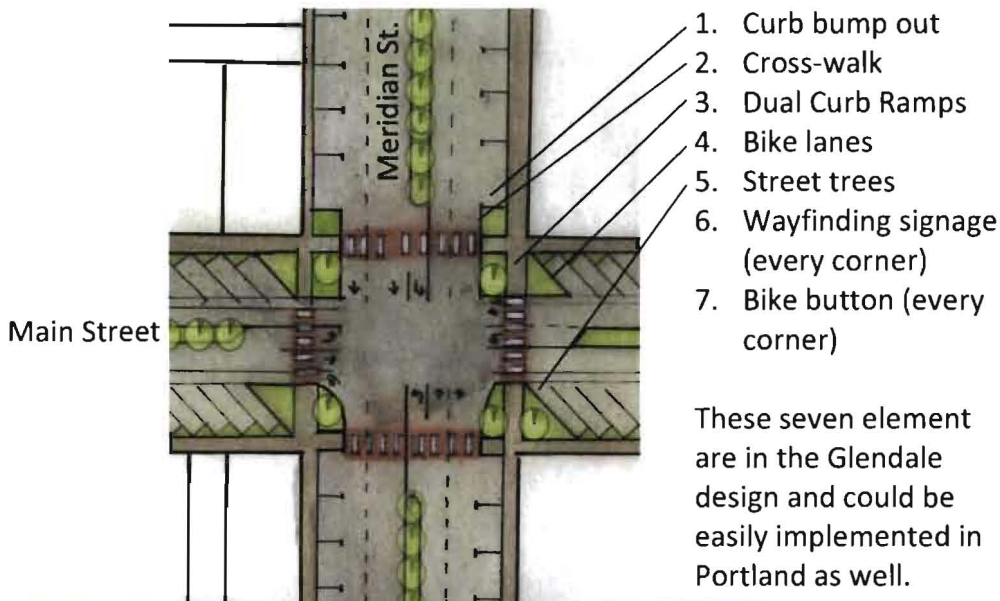 Meridian St.
Main Street
1. Curb bump out
2. Cross-walk
3. Dual Curb Ramps
4. Bike lanes
5. Street trees
6. Wayfinding signage
(every corner)
7. Bike button (every
corner)
These seven element
are in the Glendale
design and could be
easily implemented in
Portland as well.